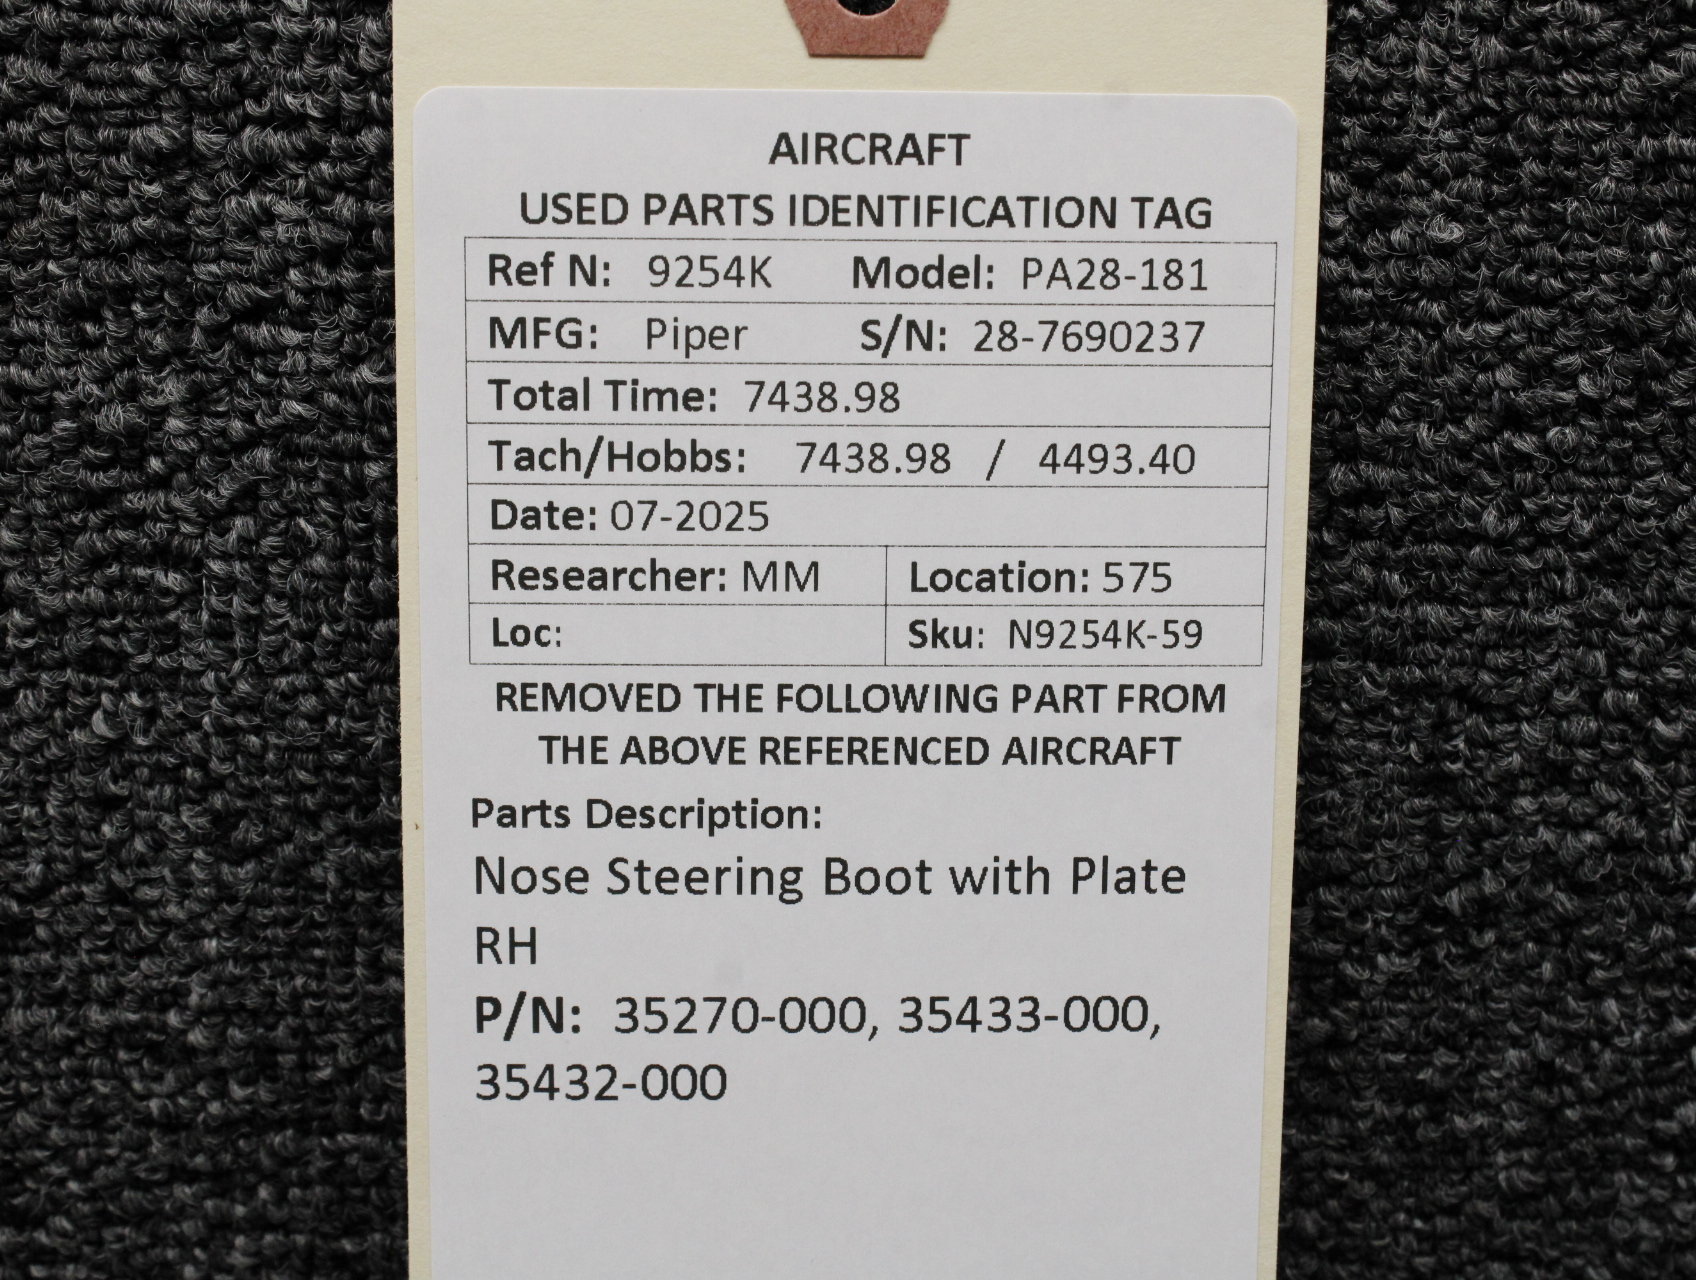 AIRCRAFT
USED PARTS IDENTIFICATION TAG
Ref N: 9254K Model: PA28-181
MFG: Piper S/N: 28-7690237
Total Time: 7438.98
Tach/Hobbs: 7438.98 / 4493.40
Date: 07-2025
Researcher: MM Location: 575
Loc: Sku: N9254K-59
REMOVED THE FOLLOWING PART FROM
THE ABOVE REFERENCED AIRCRAFT
Parts Description:
Nose Steering Boot with Plate
RH
P/N: 35270-000, 35433-000,
35432-000